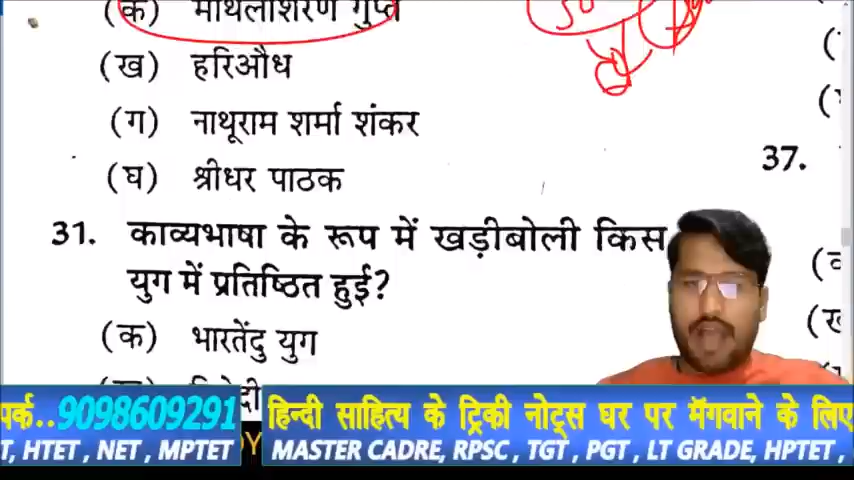 (क) मैथिलीशरण गुप्त
(ख) हरिऔध
(ग) नाथूराम शर्मा शंकर
(घ) श्रीधर पाठक
31. काव्यभाषा के रूप में खड़ीबोली किस
युग में प्रतिष्ठित हुई?
(क) भारतेंदु युग
37.
पर्क..9098609291 हिन्दी साहित्य के ट्रिकी नोट्स घर पर मॅगवाने के लिए
T, HTET , NET , MPTET MASTER CADRE, RPSC , TGT , PGT , LT GRADE, HPTET ,